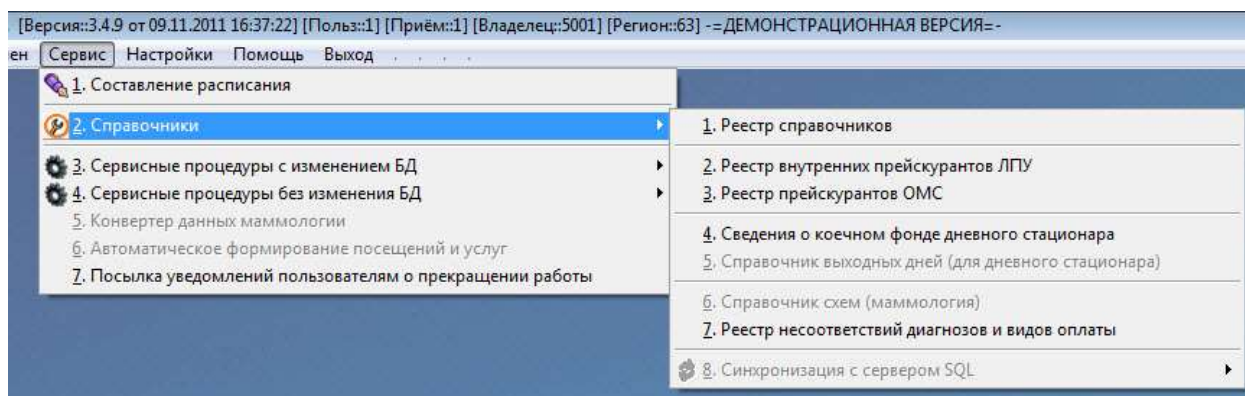 [Версия::3.4.9 от 09.11.2011 16:37:22] [Польз::1] [Приём::1] [Владелец::5001] [Регион::63] -=ДЕМОНСТРАЦИОННАЯ ВЕРСИЯ=-
ен Сервис Настройки Помощь Выход . . . .
1. Составление расписания
2. Справочники
3. Сервисные процедуры с изменением БД
4. Сервисные процедуры без изменения БД
5. Конвертер данных маммологии
6. Автоматическое формирование посещений и услуг
7. Посылка уведомлений пользователям о прекращении работы
1. Реестр справочников
2. Реестр внутренних прейскурантов ЛПУ
3. Реестр прейскурантов ОМС
4. Сведения о коечном фонде дневного стационара
5. Справочник выходных дней (для дневного стационара)
6. Справочник схем (маммология)
7. Реестр несоответствий диагнозов и видов оплаты
8. Синхронизация с сервером SQL